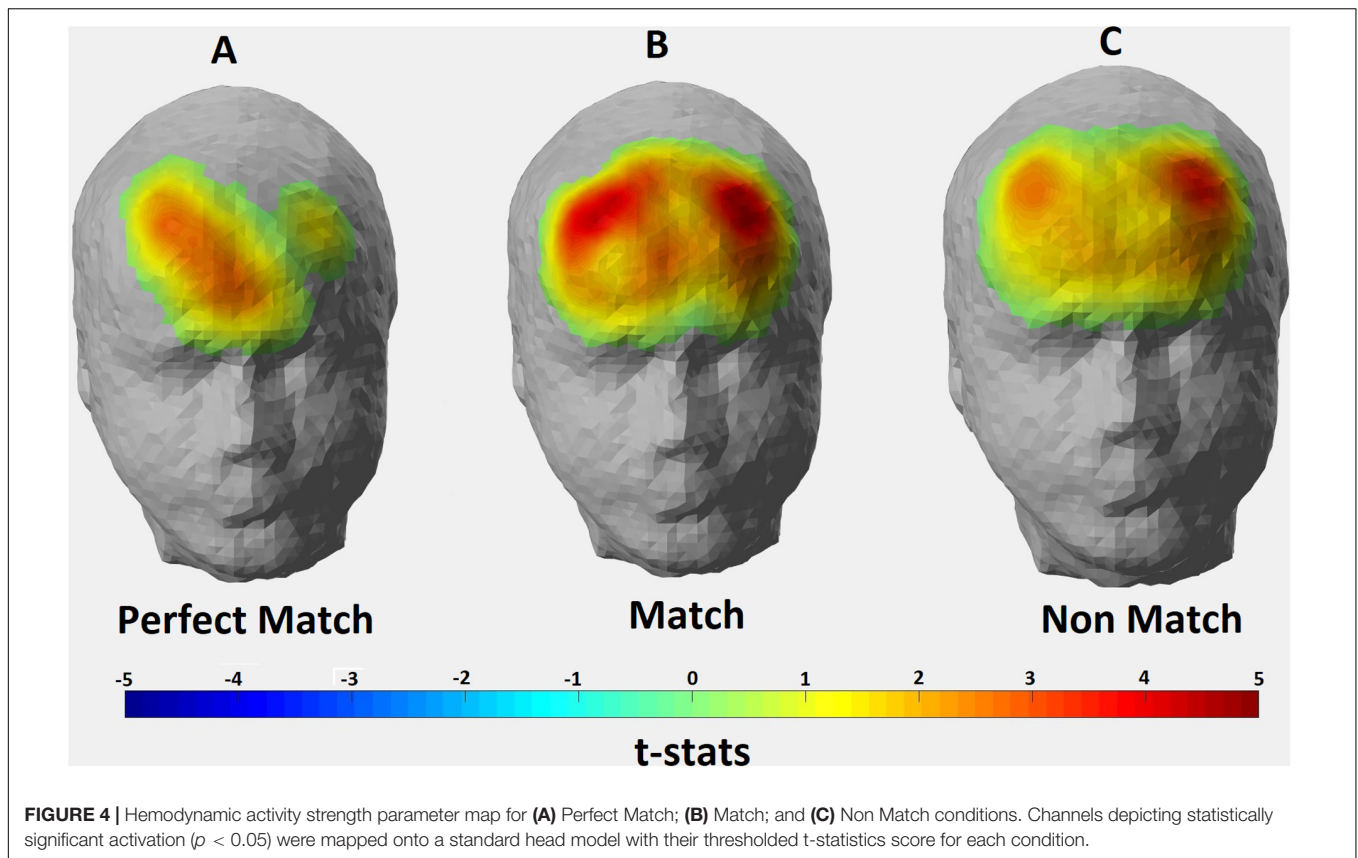 A B C
Perfect Match Match Non Match
-5 -4 -3 -2 -1 0 1 2 3 4 5
t-stats
FIGURE 4 | Hemodynamic activity strength parameter map for (A) Perfect Match; (B) Match; and (C) Non Match conditions. Channels depicting statistically
significant activation (p < 0.05) were mapped onto a standard head model with their thresholded t-statistics score for each condition.